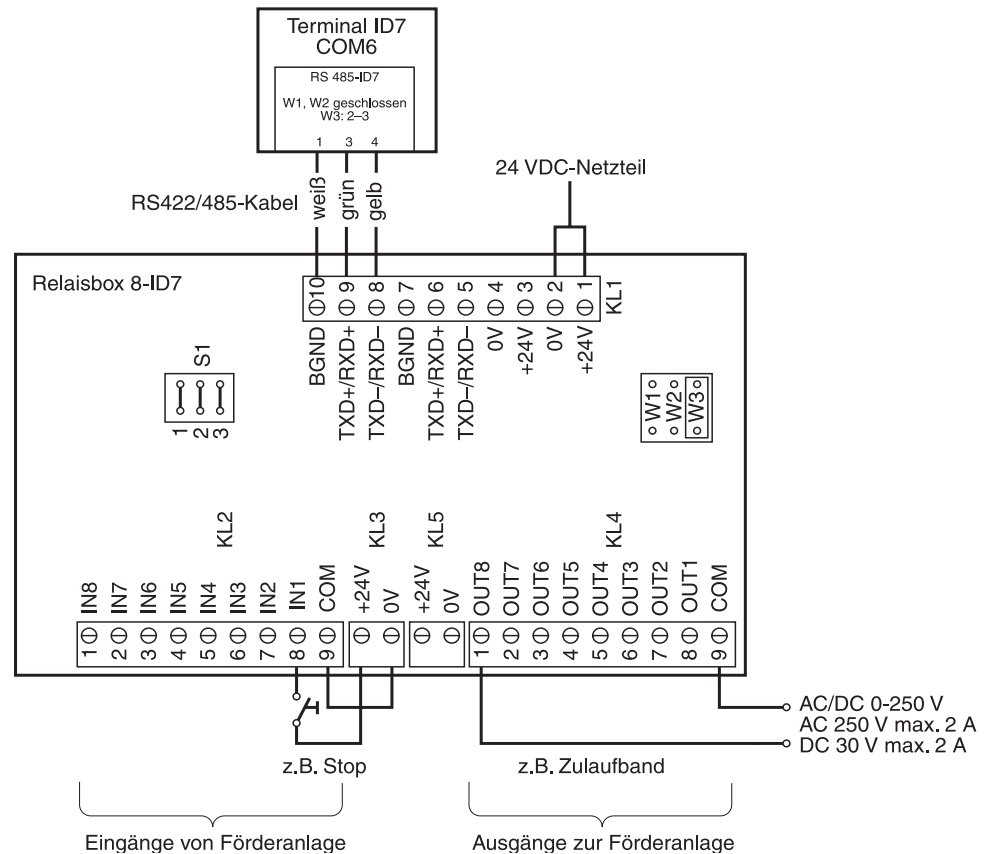 Terminal ID7
COM6
RS 485-ID7
W1, W2 geschlossen
W3: 2–3
1 3 4
24 VDC-Netzteil
RS422/485-Kabel
weiß
grün
gelb
Relaisbox 8-ID7
10 9 8 7 6 5 4 3 2 1
KL1
BGND
TXD+/RXD+
TXD–/RXD–
BGND
TXD+/RXD+
TXD–/RXD–
0V
+24V
0V
+24V
S1
1 2 3
W1
W2
W3
KL2
KL3
KL5
KL4
IN8
IN7
IN6
IN5
IN4
IN3
IN2
IN1
COM
+24V
0V
+24V
0V
OUT8
OUT7
OUT6
OUT5
OUT4
OUT3
OUT2
OUT1
COM
1 2 3 4 5 6 7 8 9
1 2 3 4 5 6 7 8 9
AC/DC 0-250 V
AC 250 V max. 2 A
DC 30 V max. 2 A
z.B. Stop
z.B. Zulaufband
Eingänge von Förderanlage
Ausgänge zur Förderanlage